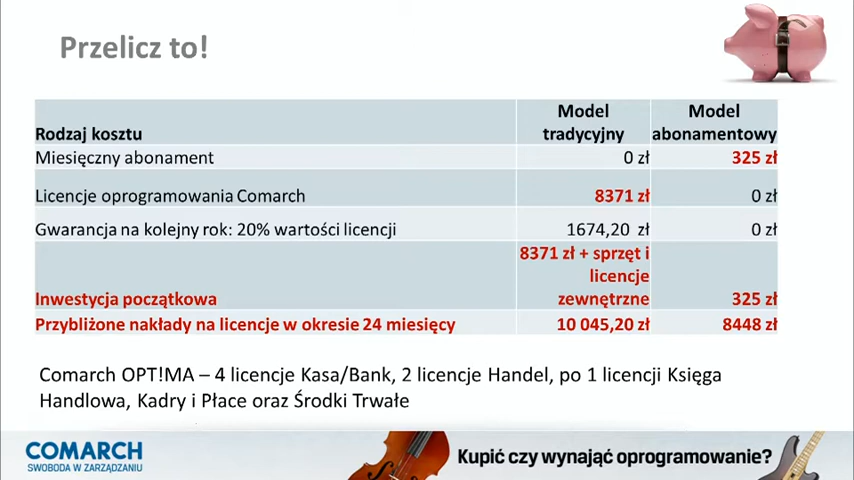 Przelicz to!
Rodzaj kosztu
Model tradycyjny
Model abonamentowy
Miesięczny abonament 0 zł 325 zł
Licencje oprogramowania Comarch 8371 zł 0 zł
Gwarancja na kolejny rok: 20% wartości licencji 1674,20 zł 0 zł
Inwestycja początkowa 8371 zł + sprzęt i licencje zewnętrzne 325 zł
Przybliżone nakłady na licencje w okresie 24 miesięcy 10 045,20 zł 8448 zł
Comarch OPT!MA – 4 licencje Kasa/Bank, 2 licencje Handel, po 1 licencji Księga
Handlowa, Kadry i Płace oraz Środki Trwałe
COMARCH
SWOBODA W ZARZĄDZANIU
Kupić czy wynająć oprogramowanie?